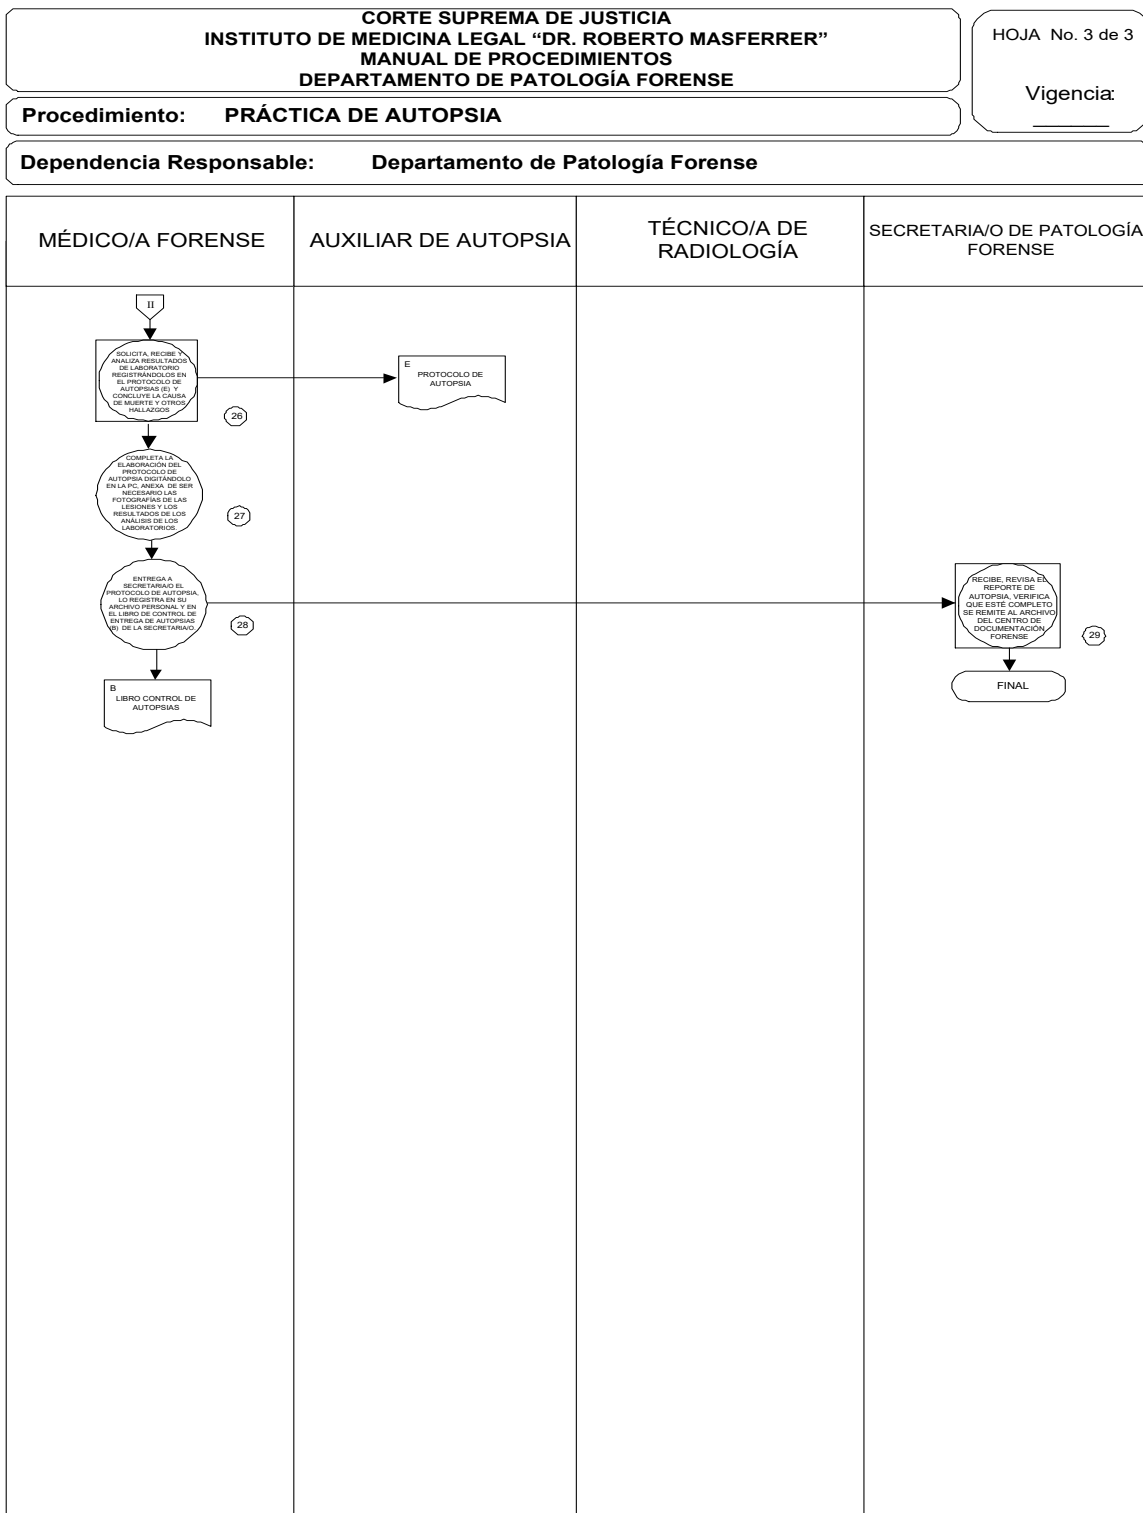 CORTE SUPREMA DE JUSTICIA
INSTITUTO DE MEDICINA LEGAL “DR. ROBERTO MASFERRER”
MANUAL DE PROCEDIMIENTOS
DEPARTAMENTO DE PATOLOGÍA FORENSE
HOJA No. 3 de 3
Vigencia:
Procedimiento: PRÁCTICA DE AUTOPSIA
Dependencia Responsable: Departamento de Patología Forense
MÉDICO/A FORENSE
AUXILIAR DE AUTOPSIA
TÉCNICO/A DE
RADIOLOGÍA
SECRETARIA/O DE PATOLOGÍA
FORENSE
II
SOLICITA, RECIBE Y
ANALIZA RESULTADOS
DE LABORATORIO
REGISTRÁNDOLOS EN
EL PROTOCOLO DE
AUTOPSIAS (E) Y
CONCLUYE LA CAUSA
DE MUERTE Y OTROS
HALLAZGOS
26
E
PROTOCOLO DE
AUTOPSIA
COMPLETA LA
ELABORACIÓN DEL
PROTOCOLO DE
AUTOPSIA DIGITÁNDOLO
EN LA PC, ANEXA DE SER
NECESARIO LAS
FOTOGRAFÍAS DE LAS
LESIONES Y LOS
RESULTADOS DE LOS
ANÁLISIS DE LOS
LABORATORIOS.
27
ENTREGA A
SECRETARIA/O EL
PROTOCOLO DE AUTOPSIA,
LO REGISTRA EN SU
ARCHIVO PERSONAL Y EN
EL LIBRO DE CONTROL DE
ENTREGA DE AUTOPSIAS
(B) DE LA SECRETARIA/O.
28
RECIBE, REVISA EL
REPORTE DE
AUTOPSIA, VERIFICA
QUE ESTÉ COMPLETO
SE REMITE AL ARCHIVO
DEL CENTRO DE
DOCUMENTACIÓN
FORENSE
29
B
LIBRO CONTROL DE
AUTOPSIAS
FINAL